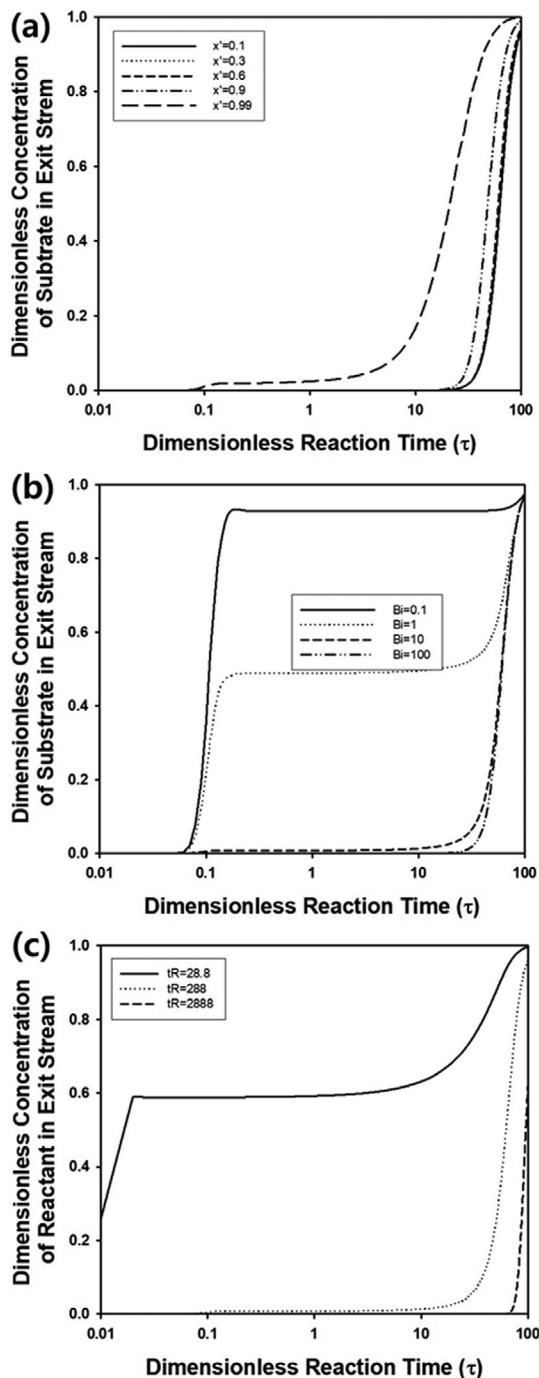 (a)
1.0
0.8
0.6
0.4
0.2
0.0
Dimensionless Concentration
of Subtrate in Exit Strem
x'=0.1
x'=0.3
x'=0.6
x'=0.9
x'=0.99
0.01 0.1 1 10 100
Dimensionless Reaction Time (τ)
(b)
1.0
0.8
0.6
0.4
0.2
0.0
Dimensionless Concentration
of Substrate in Exit Stream
Bi=0.1
Bi=1
Bi=10
Bi=100
0.01 0.1 1 10 100
Dimensionless Reaction Time (τ)
(c)
1.0
0.8
0.6
0.4
0.2
0.0
Dimensionless Concentration
of Reactant in Exit Stream
tR=28.8
tR=288
tR=2888
0.01 0.1 1 10 100
Dimensionless Reaction Time (τ)